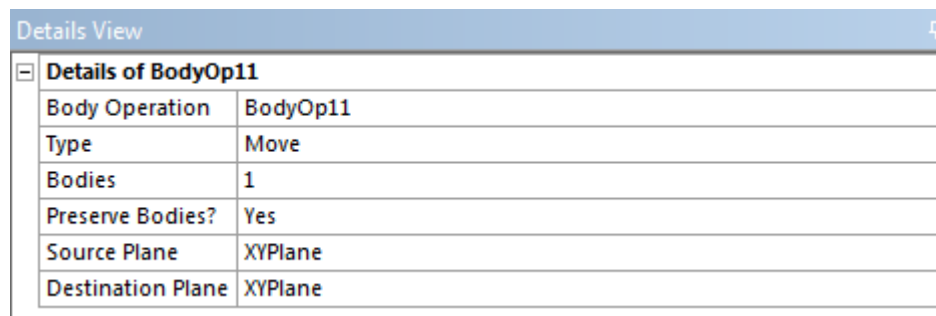 Details View
Details of BodyOp11
Body Operation BodyOp11
Type Move
Bodies 1
Preserve Bodies? Yes
Source Plane XYPlane
Destination Plane XYPlane